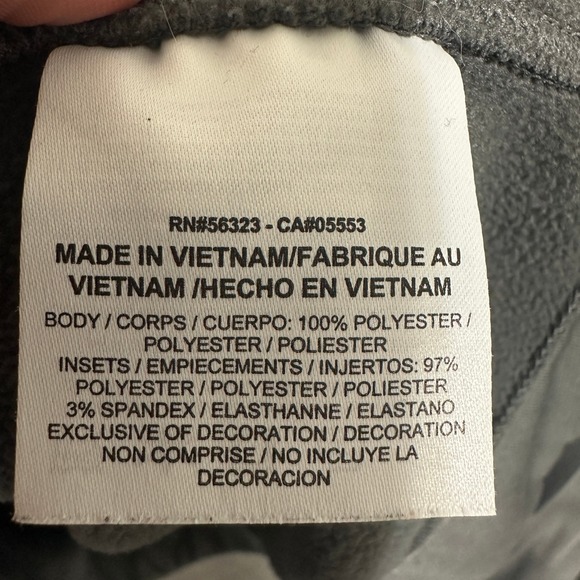 RN#56323 - CA#05553
MADE IN VIETNAM/FABRIQUE AU
VIETNAM /HECHO EN VIETNAM
BODY / CORPS / CUERPO: 100% POLYESTER /
POLYESTER / POLIESTER
INSETS / EMPIECEMENTS / INJERTOS: 97%
POLYESTER / POLYESTER / POLIESTER
3% SPANDEX / ELASTHANNE / ELASTANO
EXCLUSIVE OF DECORATION / DECORATION
NON COMPRISE / NO INCLUYE LA
DECORACION